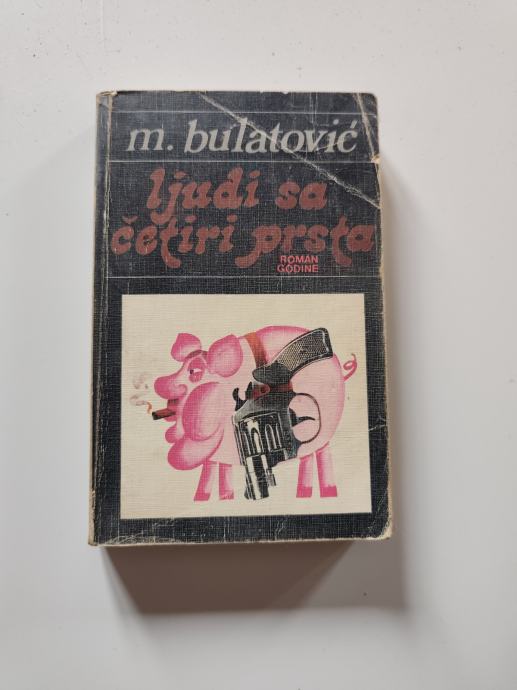 m. bulatović
ljudi sa
četiri prsta
ROMAN
GODINE